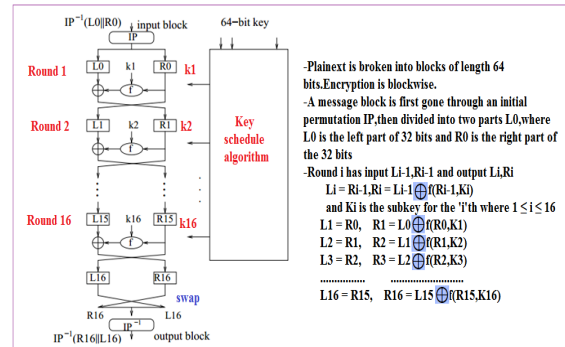 IP⁻¹(L0||R0) input block
64-bit key
IP
Round 1 L0 k1 R0 k1
f
Round 2 L1 k2 R1 k2
f
Key
schedule
algorithm
Round 16 L15 k16 R15 k16
f
L16 R16
swap
R16 L16
IP⁻¹
IP⁻¹(R16||L16) output block
-Plainext is broken into blocks of length 64
bits.Encryption is blockwise.
-A message block is first gone through an initial
permutation IP,then divided into two parts L0,where
L0 is the left part of 32 bits and R0 is the right part of
the 32 bits
-Round i has input Li-1,Ri-1 and output Li,Ri
Li = Ri-1,Ri = Li-1⊕f(Ri-1,Ki)
and Ki is the subkey for the 'i'th where 1 ≤ i ≤ 16
L1 = R0, R1 = L0⊕f(R0,K1)
L2 = R1, R2 = L1⊕f(R1,K2)
L3 = R2, R3 = L2⊕f(R2,K3)
................ ..........................
L16 = R15, R16 = L15⊕f(R15,K16)